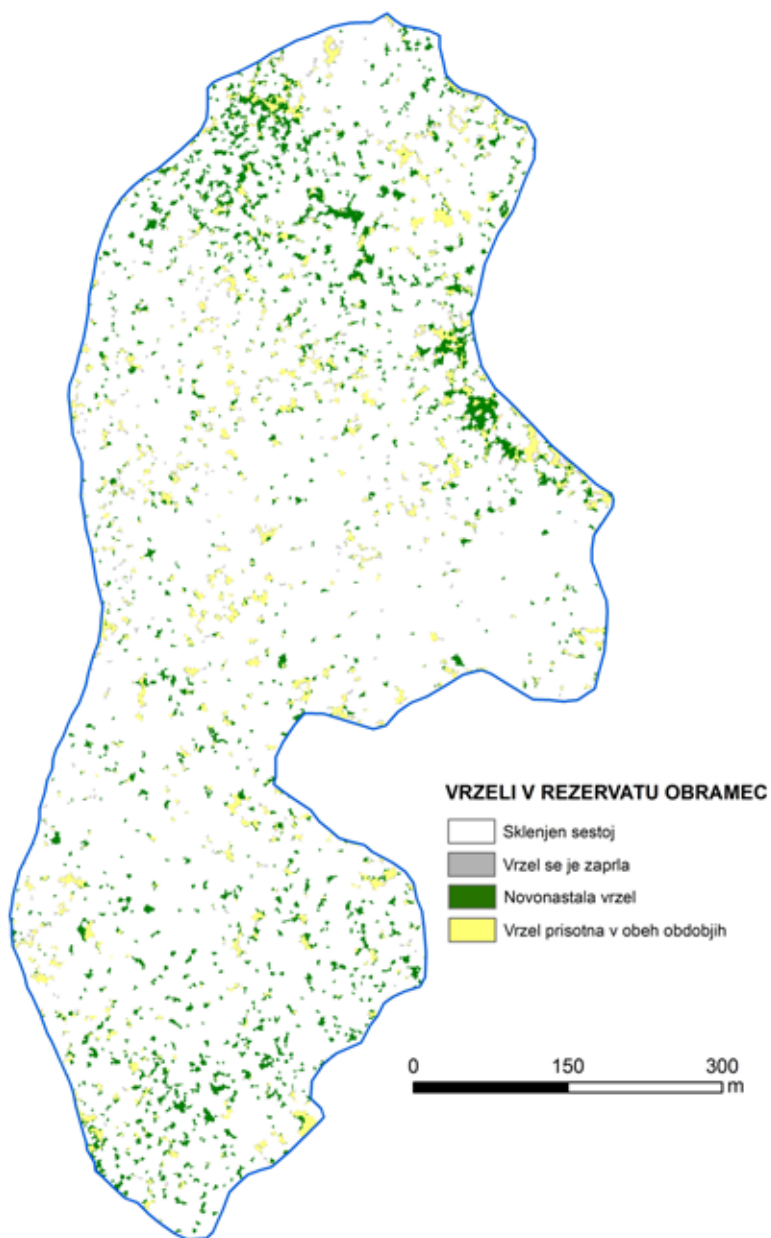 VRZELI V REZERVATU OBRAMEC
Sklenjen sestoj
Vrzel se je zaprla
Novonastala vrzel
Vrzel prisotna v obeh obdobjih
0 150 300
m